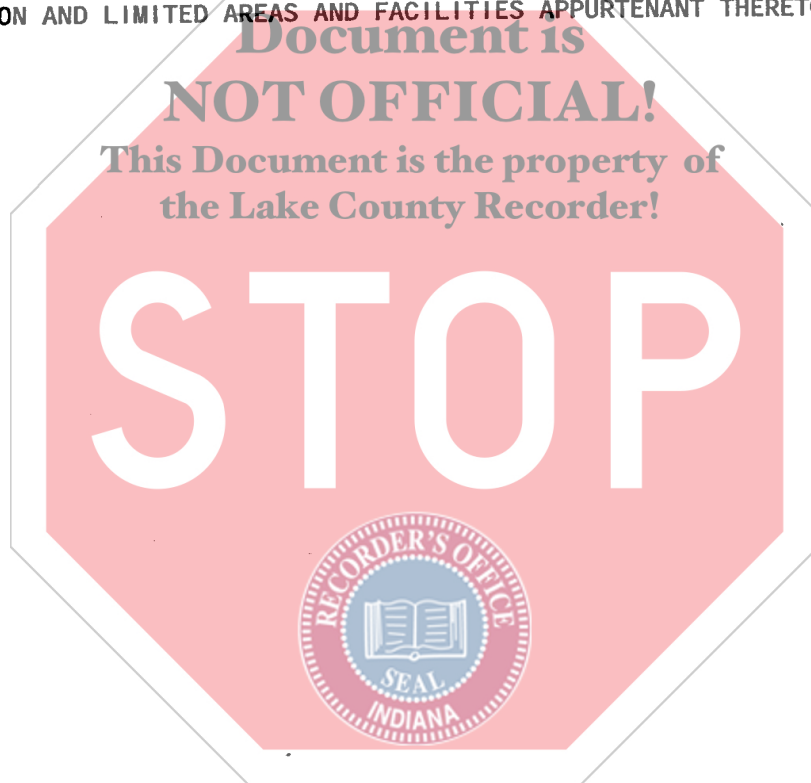 ON AND LIMITED AREAS AND FACILITIES APPURTENANT
Document is
NOT OFFICIAL!
This Document is the property of
the Lake County Recorder!
STOP
RECORDER'S OFFICE
SEAL
INDIANA